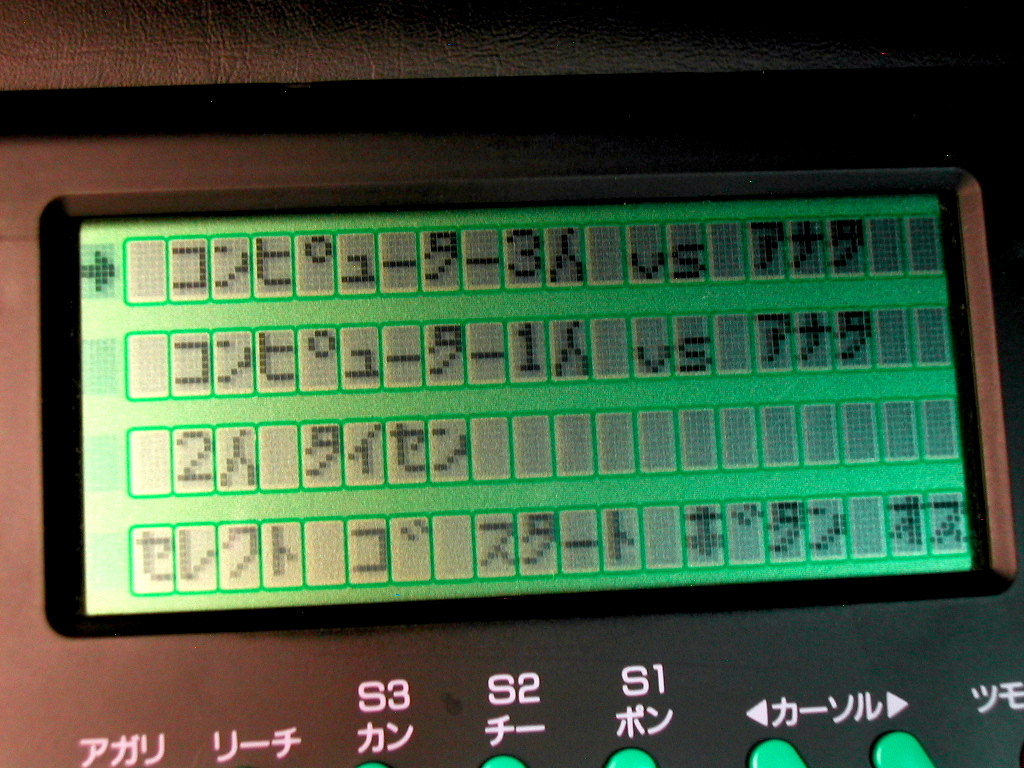 → コンピューター3人 vs アナタ
コンピューター1人 vs アナタ
2人 タイセン
セレクト ゴ スタート ボタン オス
S3 S2 S1
アガリ リーチ カン チー ポン ◀カーソル▶ ツモ